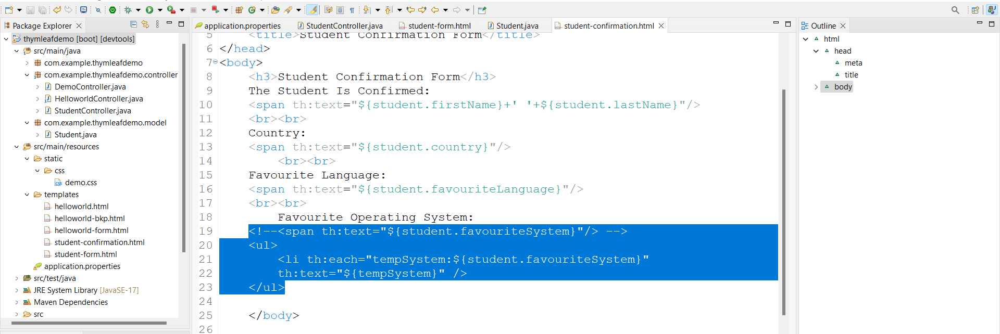 Package Explorer
thymleafdemo [boot] [devtools]
src/main/java
com.example.thymleafdemo
com.example.thymleafdemo.controller
DemoController.java
HelloworldController.java
StudentController.java
com.example.thymleafdemo.model
Student.java
src/main/resources
static
css
demo.css
templates
helloworld.html
helloworld-bkp.html
helloworld-form.html
student-confirmation.html
student-form.html
application.properties
src/test/java
JRE System Library [JavaSE-17]
Maven Dependencies
src
application.properties
StudentController.java
student-form.html
Student.java
student-confirmation.html
5 <title>Student Confirmation Form</title>
6 </head>
7 <body>
8 <h3>Student Confirmation Form</h3>
9 The Student Is Confirmed:
10 <span th:text="${student.firstName}+' '+${student.lastName}"/>
11 <br><br>
12 Country:
13 <span th:text="${student.country}"/>
14 <br><br>
15 Favourite Language:
16 <span th:text="${student.favouriteLanguage}"/>
17 <br><br>
18 Favourite Operating System:
19 <!--<span th:text="${student.favouriteSystem}"/> -->
20 <ul>
21 <li th:each="tempSystem:${student.favouriteSystem}"
22 th:text="${tempSystem}" />
23 </ul>
24
25 </body>
26
Outline
html
head
meta
title
body